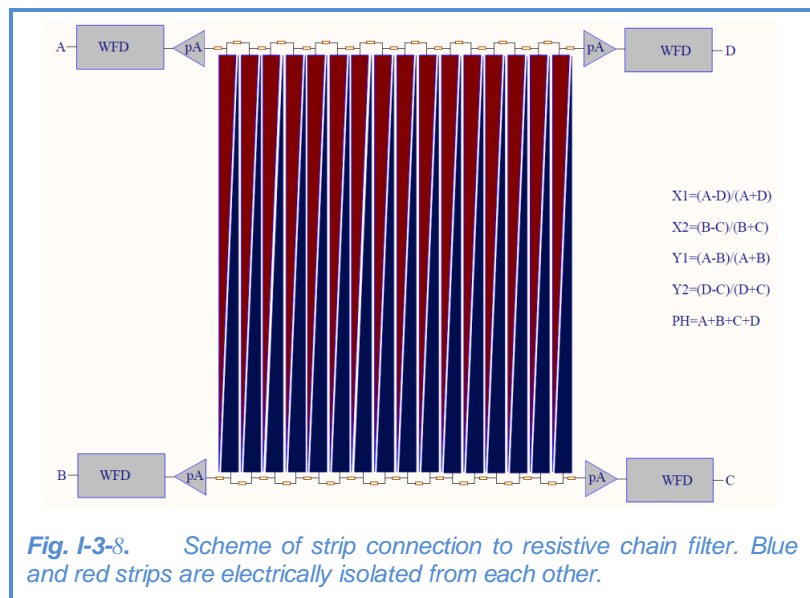 A WFD pA pA WFD D
X1=(A-D)/(A+D)
X2=(B-C)/(B+C)
Y1=(A-B)/(A+B)
Y2=(D-C)/(D+C)
PH=A+B+C+D
B WFD pA pA WFD C
Fig. I-3-8. Scheme of strip connection to resistive chain filter. Blue
and red strips are electrically isolated from each other.